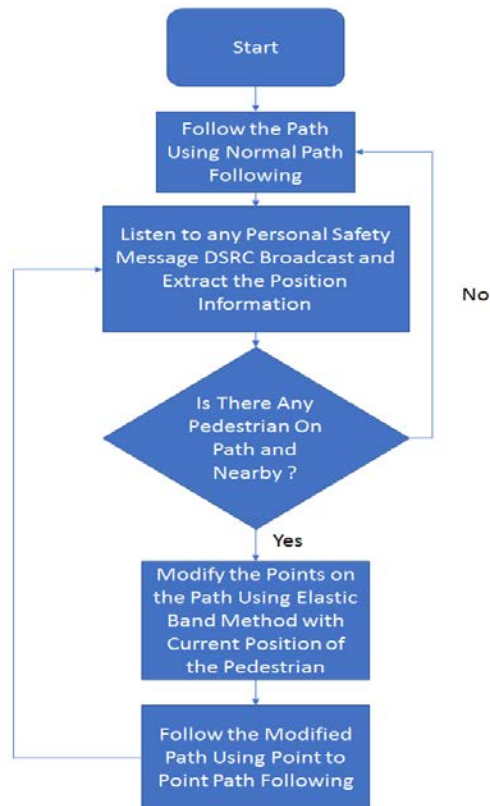 Start
Follow the Path
Using Normal Path
Following
Listen to any Personal Safety
Message DSRC Broadcast and
Extract the Position
Information
No
Is There Any
Pedestrian On
Path and
Nearby ?
Yes
Modify the Points on
the Path Using Elastic
Band Method with
Current Position of
the Pedestrian
Follow the Modified
Path Using Point to
Point Path Following